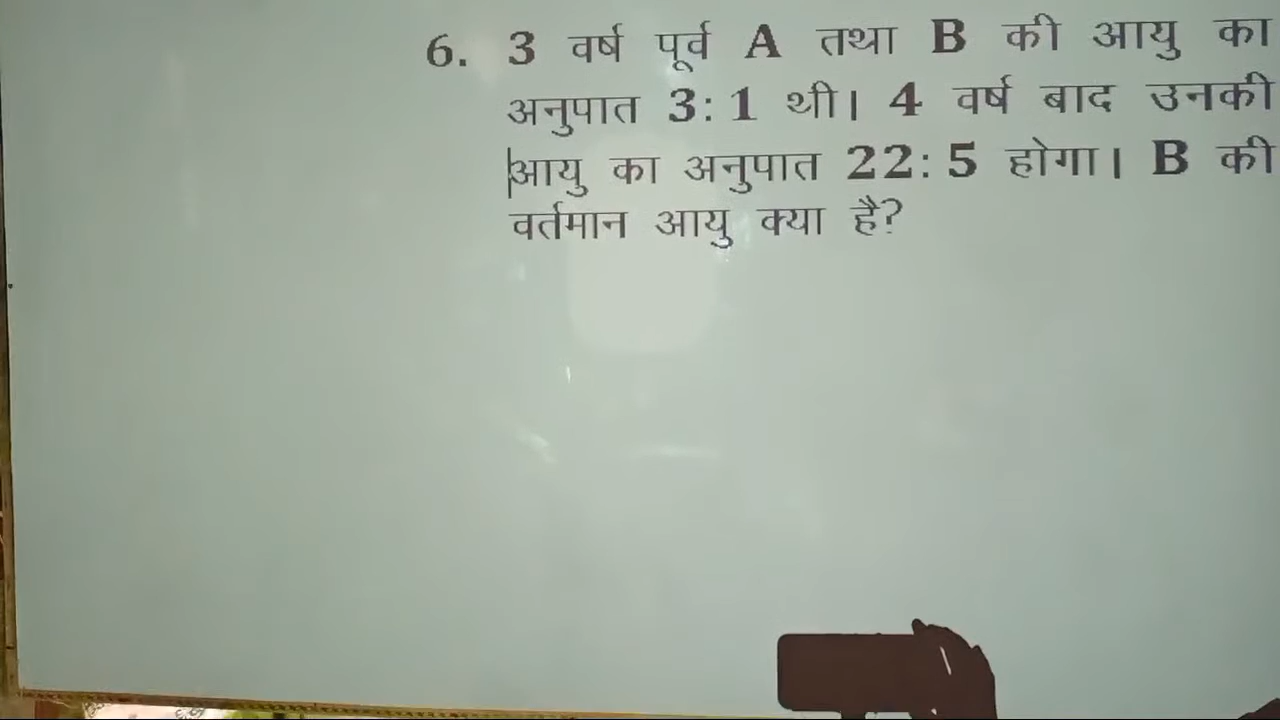 6. 3 वर्ष पूर्व A तथा B की आयु का
अनुपात 3:1 थी। 4 वर्ष बाद उनकी
आयु का अनुपात 22:5 होगा। B की
वर्तमान आयु क्या है?